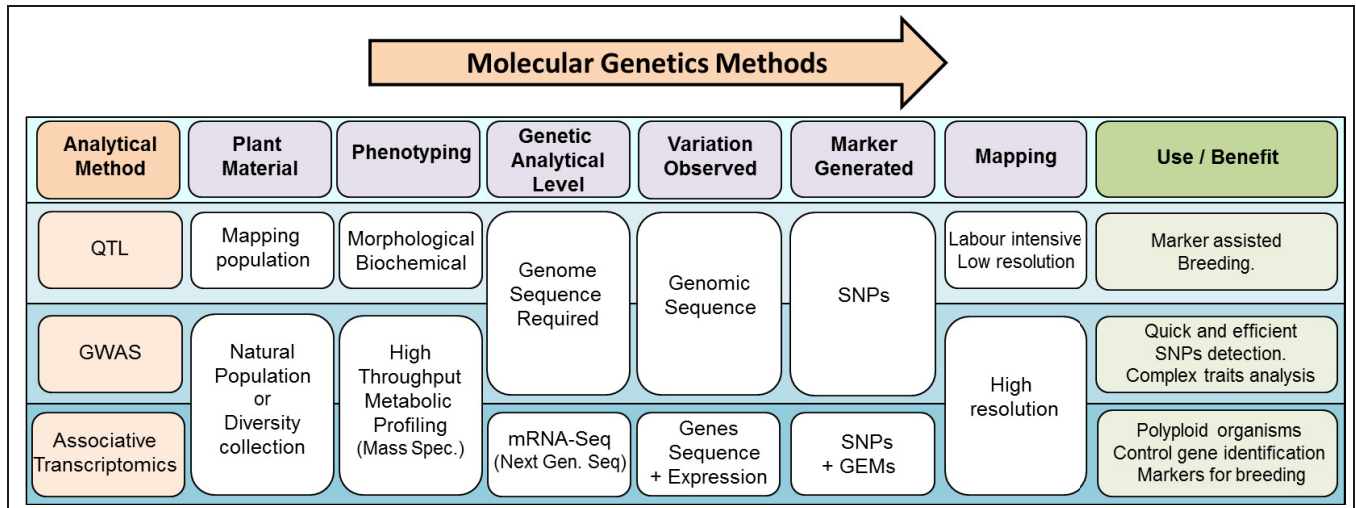 Molecular Genetics Methods
Analytical
Method
Plant
Material
Phenotyping
Genetic
Analytical
Level
Variation
Observed
Marker
Generated
Mapping
Use / Benefit
QTL
Mapping
population
Morphological
Biochemical
Genome
Sequence
Required
Genomic
Sequence
SNPs
Labour intensive
Low resolution
Marker assisted
Breeding.
GWAS
Natural
Population
or
Diversity
collection
High
Throughput
Metabolic
Profiling
(Mass Spec.)
High
resolution
Quick and efficient
SNPs detection.
Complex traits analysis
Associative
Transcriptomics
mRNA-Seq
(Next Gen. Seq)
Genes
Sequence
+ Expression
SNPs
+ GEMs
Polyploid organisms
Control gene identification
Markers for breeding